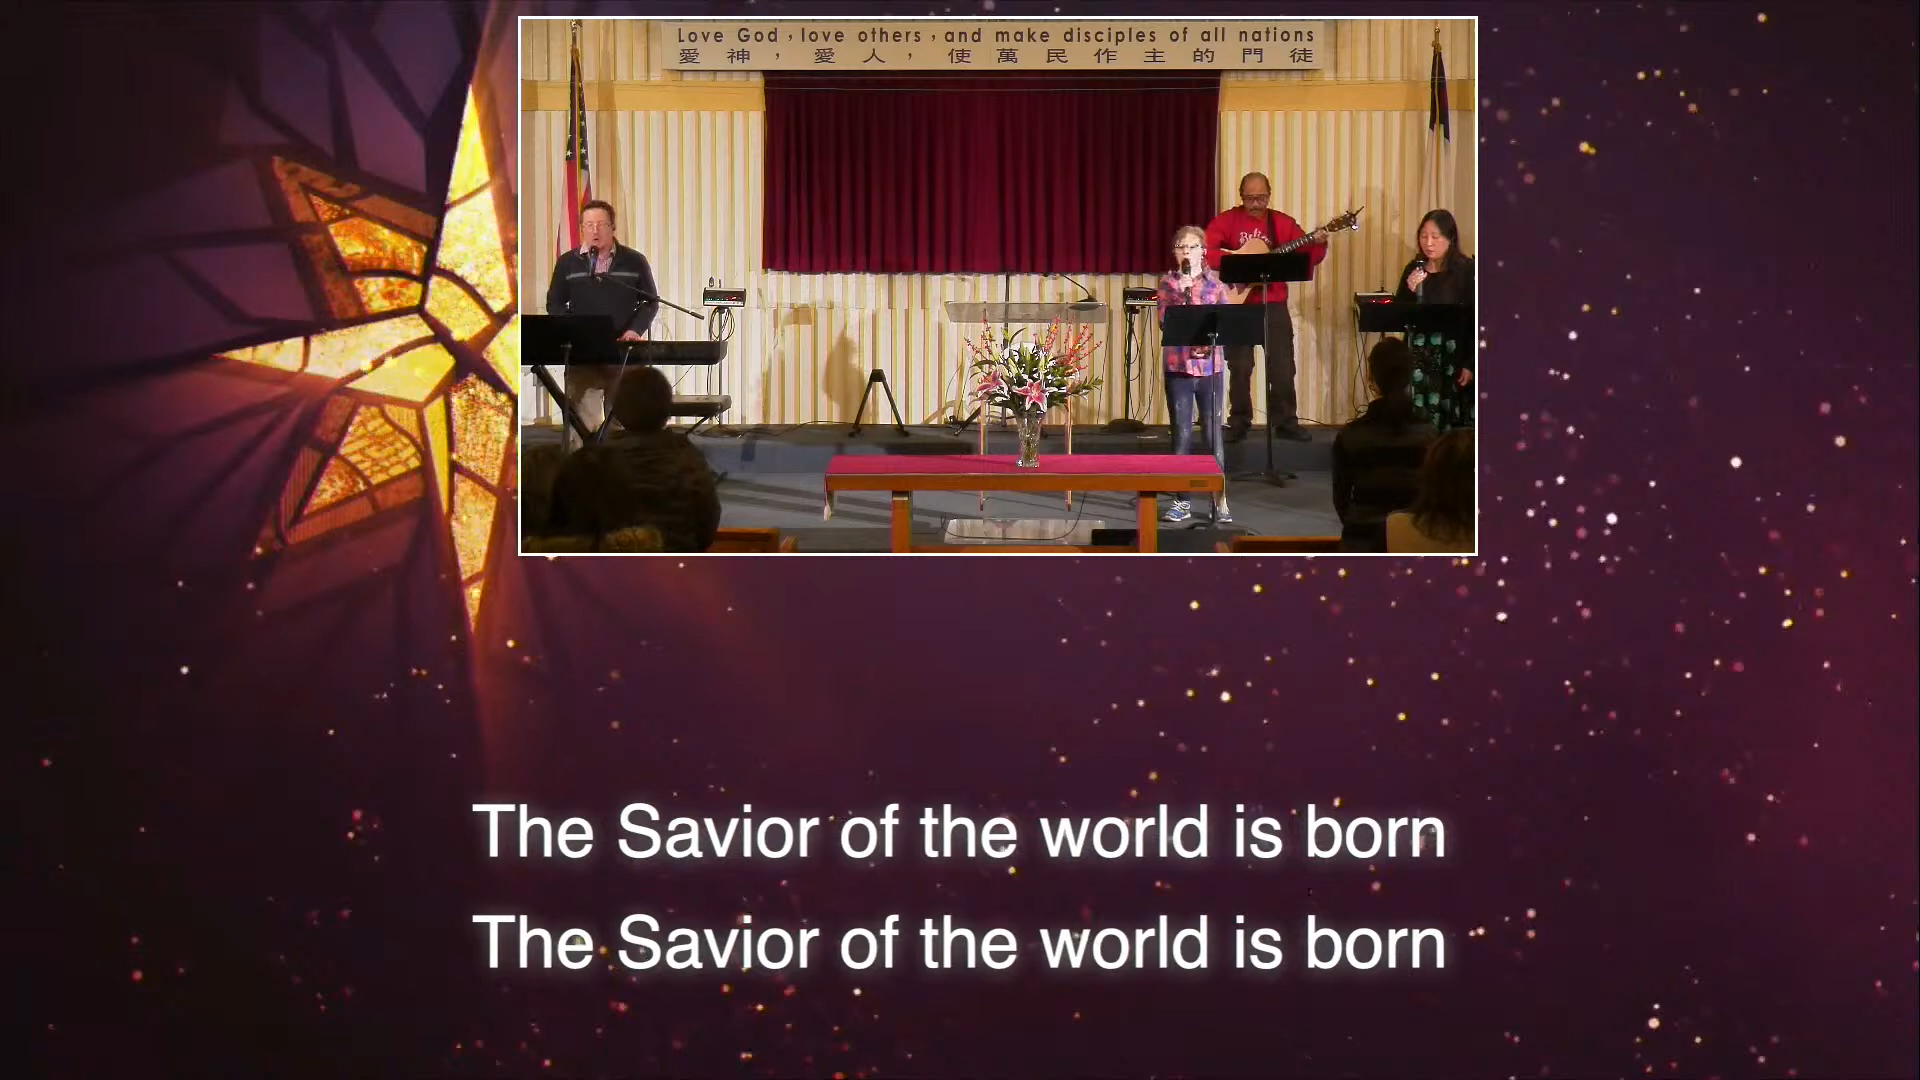 Love God, love others, and make disciples of all nations
愛神，愛人，使萬民作主的門徒
The Savior of the world is born
The Savior of the world is born